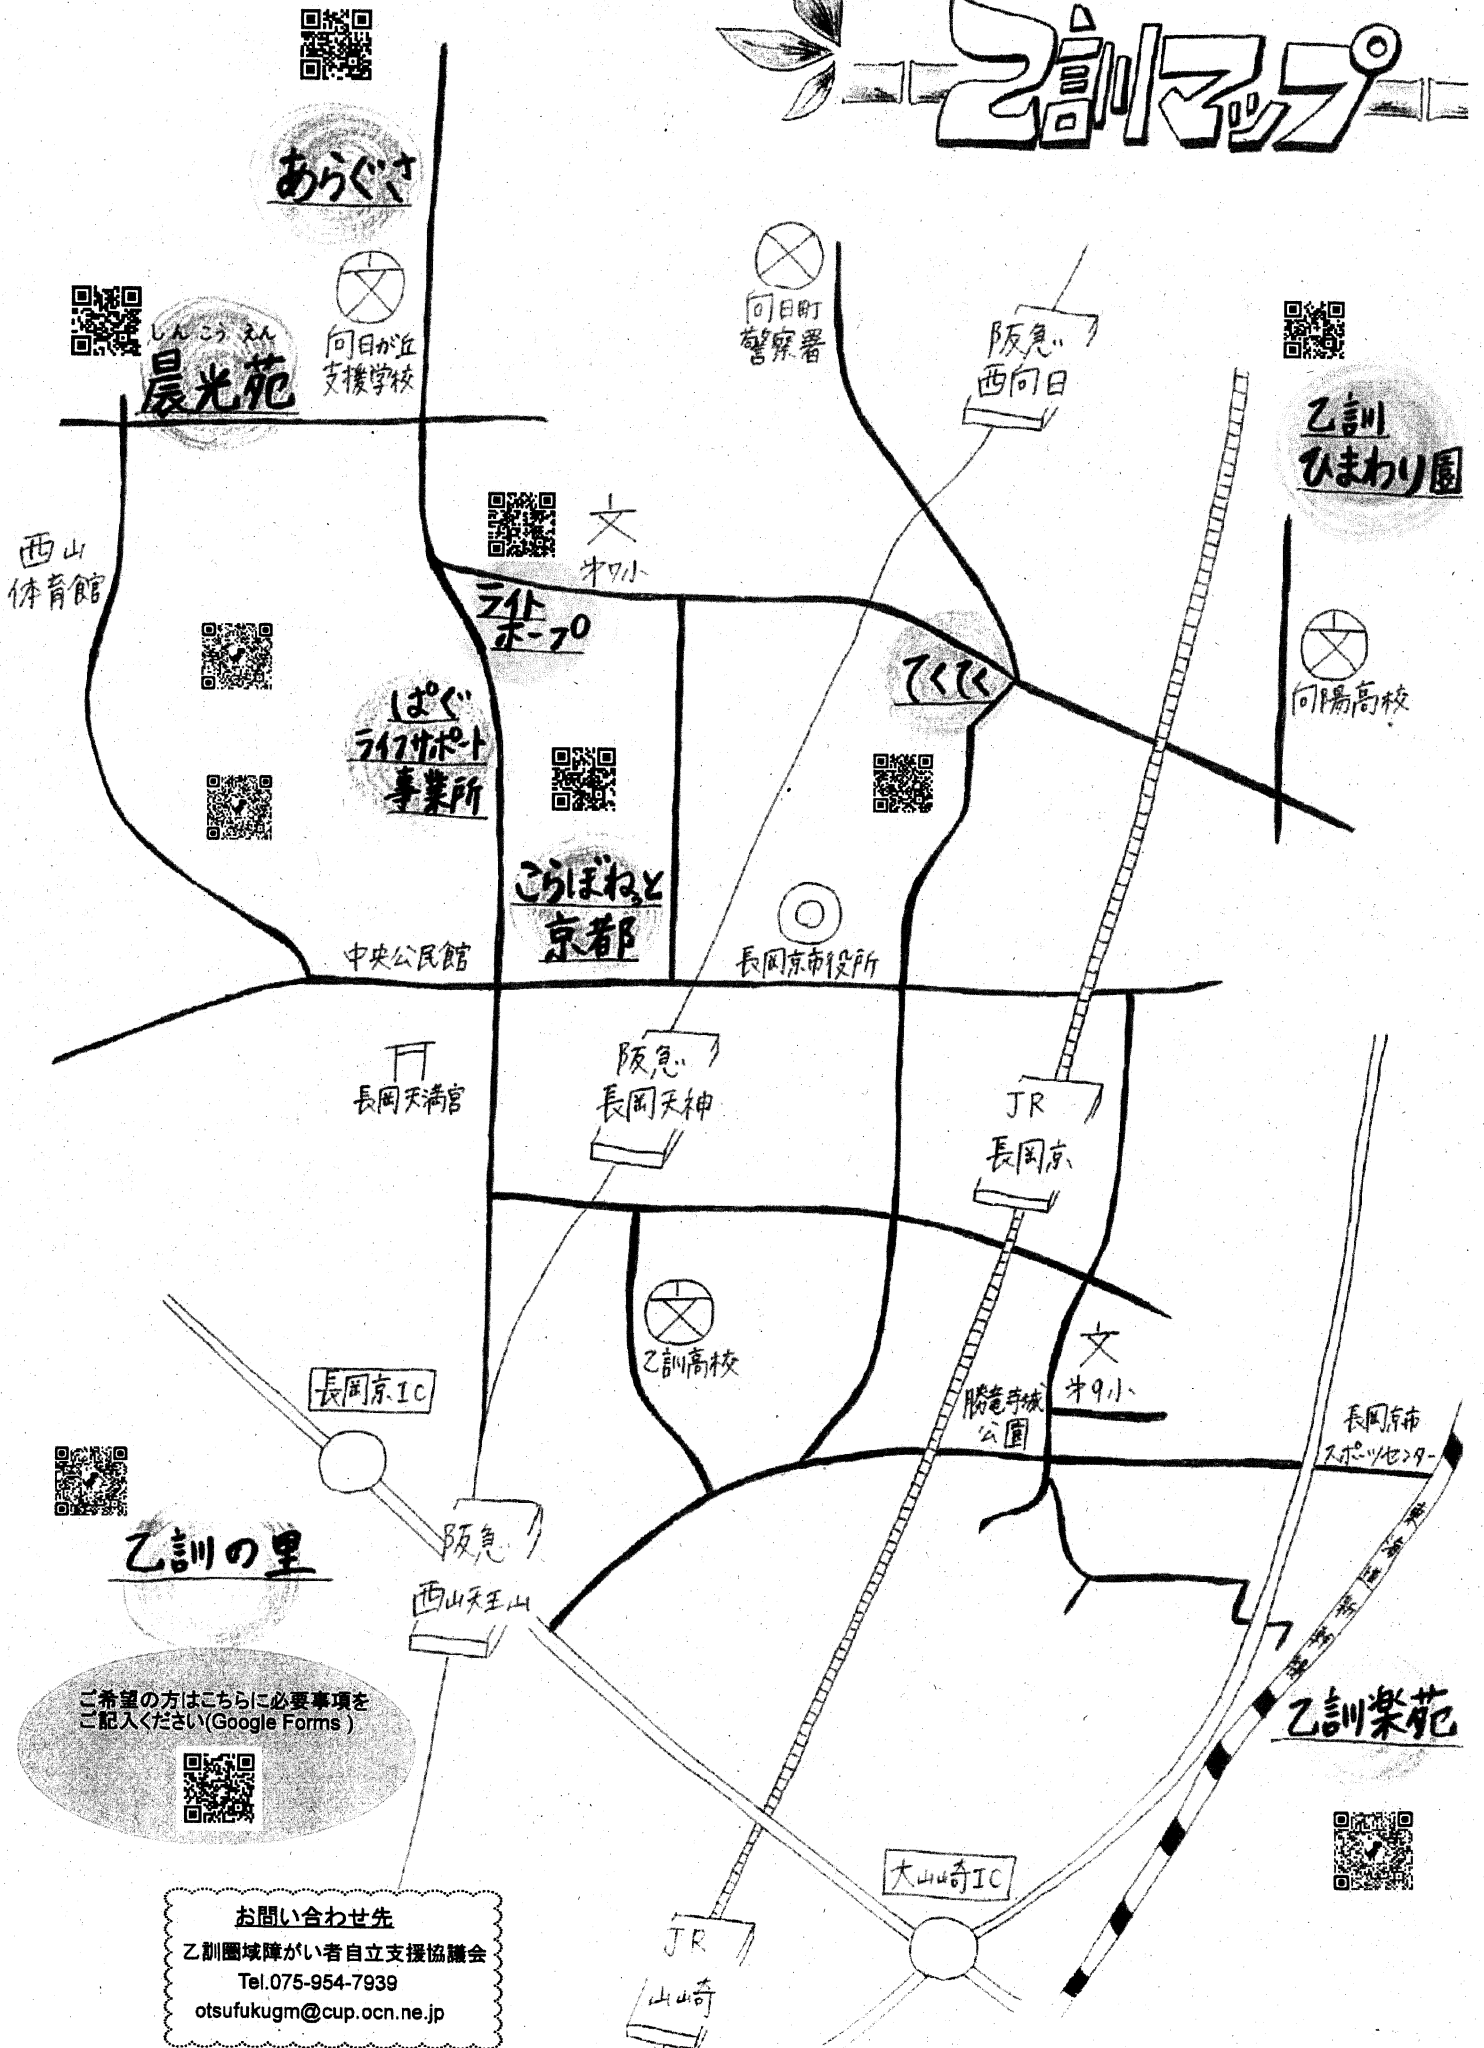 乙訓マップ
あらぐさ
向日が丘
支援学校
しんこうえん
晨光苑
向日町
警察署
阪急
西向日
乙訓
ひまわり園
西山
体育館
第7小
ライト
ホープ
てくてく
向陽高校
ぱぐ
ライフサポート
事業所
こらぼねっと
京都
中央公民館
長岡京市役所
長岡天満宮
阪急
長岡天神
JR
長岡京
乙訓高校
長岡京IC
勝竜寺城
公園
第9小
長岡京市
スポーツセンター
東海道新幹線
阪急
西山天王山
乙訓の里
乙訓楽苑
ご希望の方はこちらに必要事項を
ご記入ください(Google Forms )
大山崎IC
JR
山崎
お問い合わせ先
乙訓圏域障がい者自立支援協議会
Tel.075-954-7939
otsufukugm@cup.ocn.ne.jp